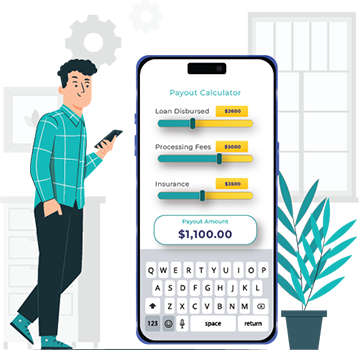 Payout Calculator
Loan Disbursed $2600
Processing Fees $5000
Insurance $3500
Payout Amount
$1,100.00
Q W E R T Y U I O P
A S D F G H J K L
Z X C V B N M
123 space return